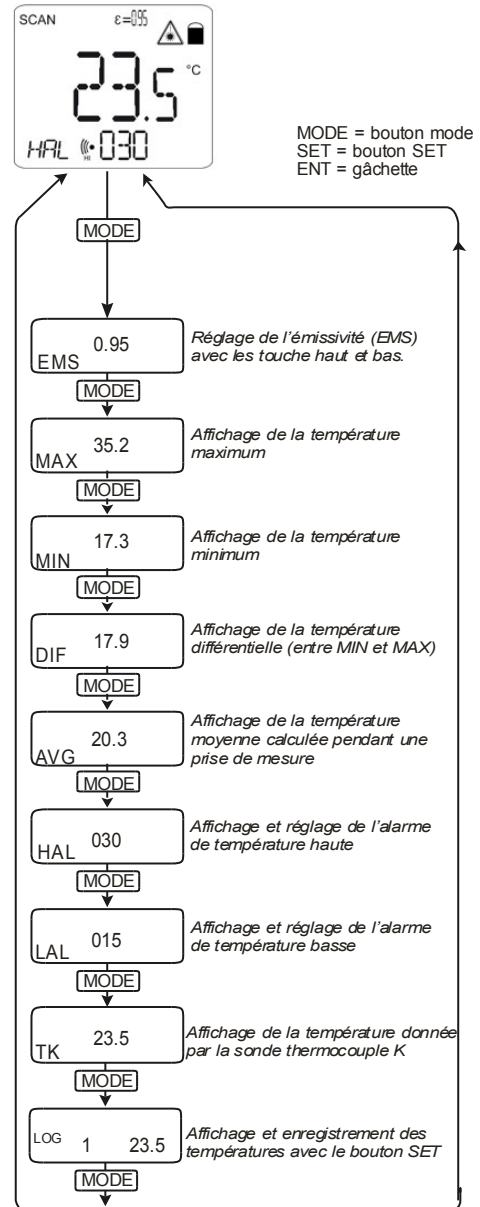 SCAN ε=0.95
23.5 °C
HAL HI 030
MODE = bouton mode
SET = bouton SET
ENT = gâchette
MODE
0.95
EMS
Réglage de l'émissivité (EMS)
avec les touche haut et bas.
MODE
35.2
MAX
Affichage de la température
maximum
MODE
17.3
MIN
Affichage de la température
minimum
MODE
17.9
DIF
Affichage de la température
différentielle (entre MIN et MAX)
MODE
20.3
AVG
Affichage de la température
moyenne calculée pendant une
prise de mesure
MODE
030
HAL
Affichage et réglage de l'alarme
de température haute
MODE
015
LAL
Affichage et réglage de l'alarme
de température basse
MODE
23.5
TK
Affichage de la température donnée
par la sonde thermocouple K
MODE
LOG 1 23.5
Affichage et enregistrement des
températures avec le bouton SET
MODE